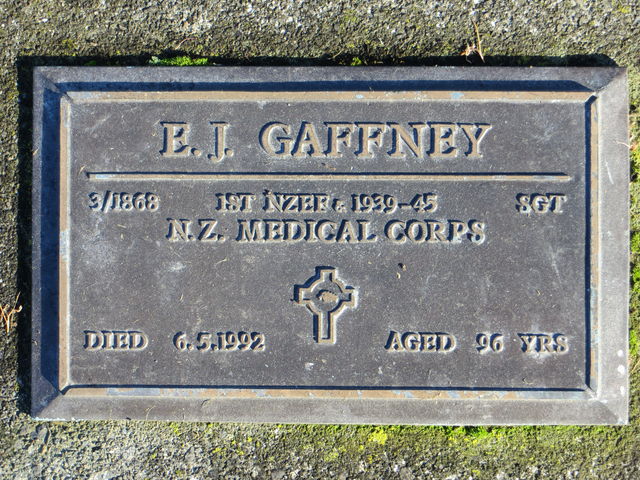 E. J. GAFFNEY
3/1868 1ST NZEF & 1939-45 SGT
N.Z. MEDICAL CORPS
DIED 6.5.1992 AGED 96 YRS